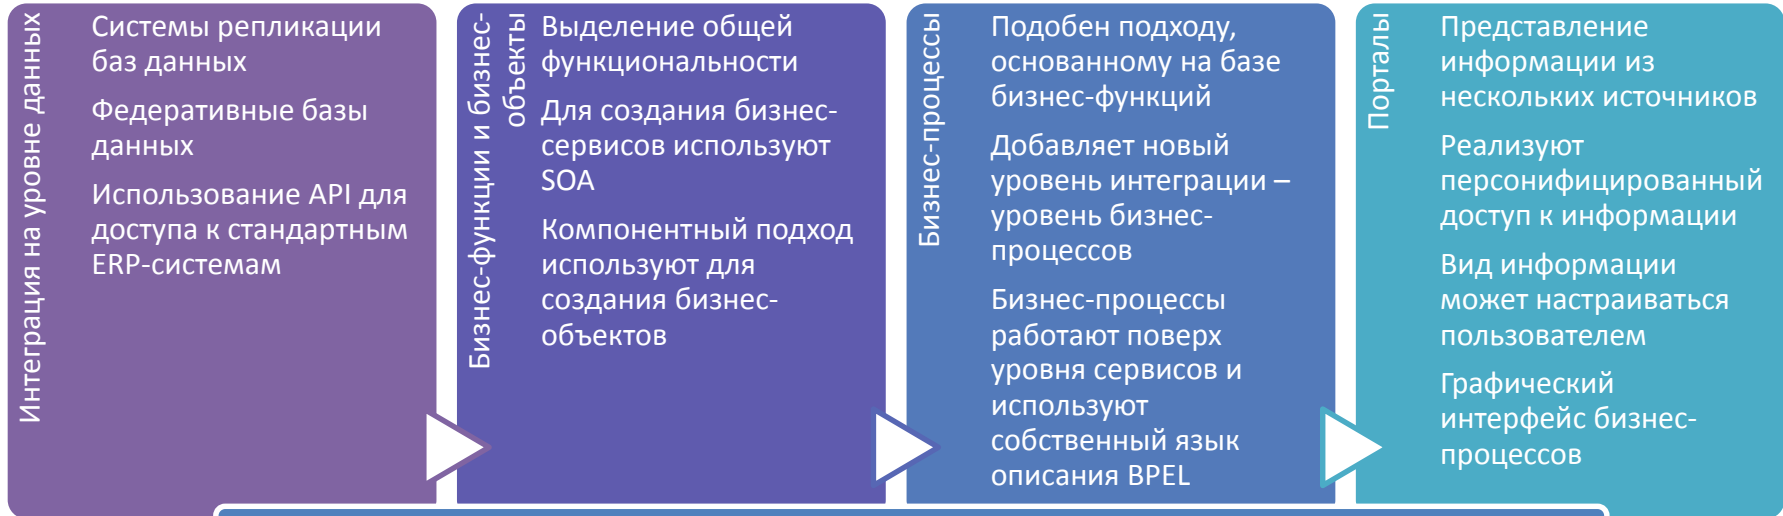 Интеграция на уровне данных
Системы репликации
баз данных
Федеративные базы
данных
Использование API для
доступа к стандартным
ERP-системам
Бизнес-функции и бизнес-
объекты
Выделение общей
функциональности
Для создания бизнес-
сервисов используют
SOA
Компонентный подход
используют для
создания бизнес-
объектов
Бизнес-процессы
Подобен подходу,
основанному на базе
бизнес-функций
Добавляет новый
уровень интеграции –
уровень бизнес-
процессов
Бизнес-процессы
работают поверх
уровня сервисов и
используют
собственный язык
описания BPEL
Порталы
Представление
информации из
нескольких источников
Реализуют
персонифицированный
доступ к информации
Вид информации
может настраиваться
пользователем
Графический
интерфейс бизнес-
процессов